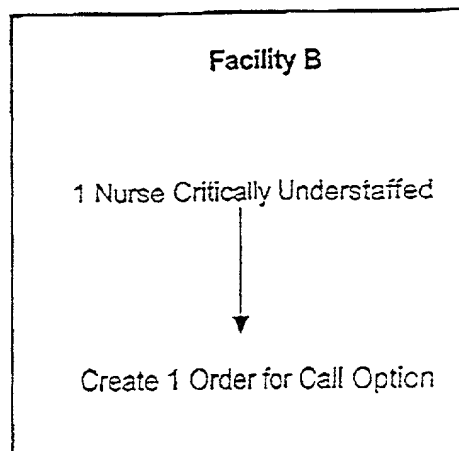 Facility B
1 Nurse Critically Understaffed
Create 1 Order for Call Option